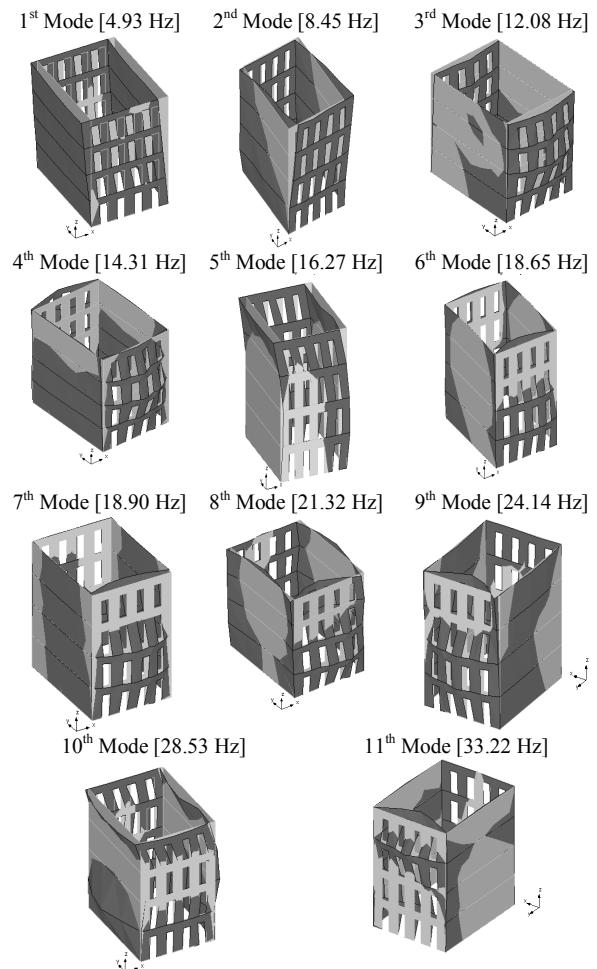 1st Mode [4.93 Hz] 2nd Mode [8.45 Hz] 3rd Mode [12.08 Hz]
4th Mode [14.31 Hz] 5th Mode [16.27 Hz] 6th Mode [18.65 Hz]
7th Mode [18.90 Hz] 8th Mode [21.32 Hz] 9th Mode [24.14 Hz]
10th Mode [28.53 Hz] 11th Mode [33.22 Hz]